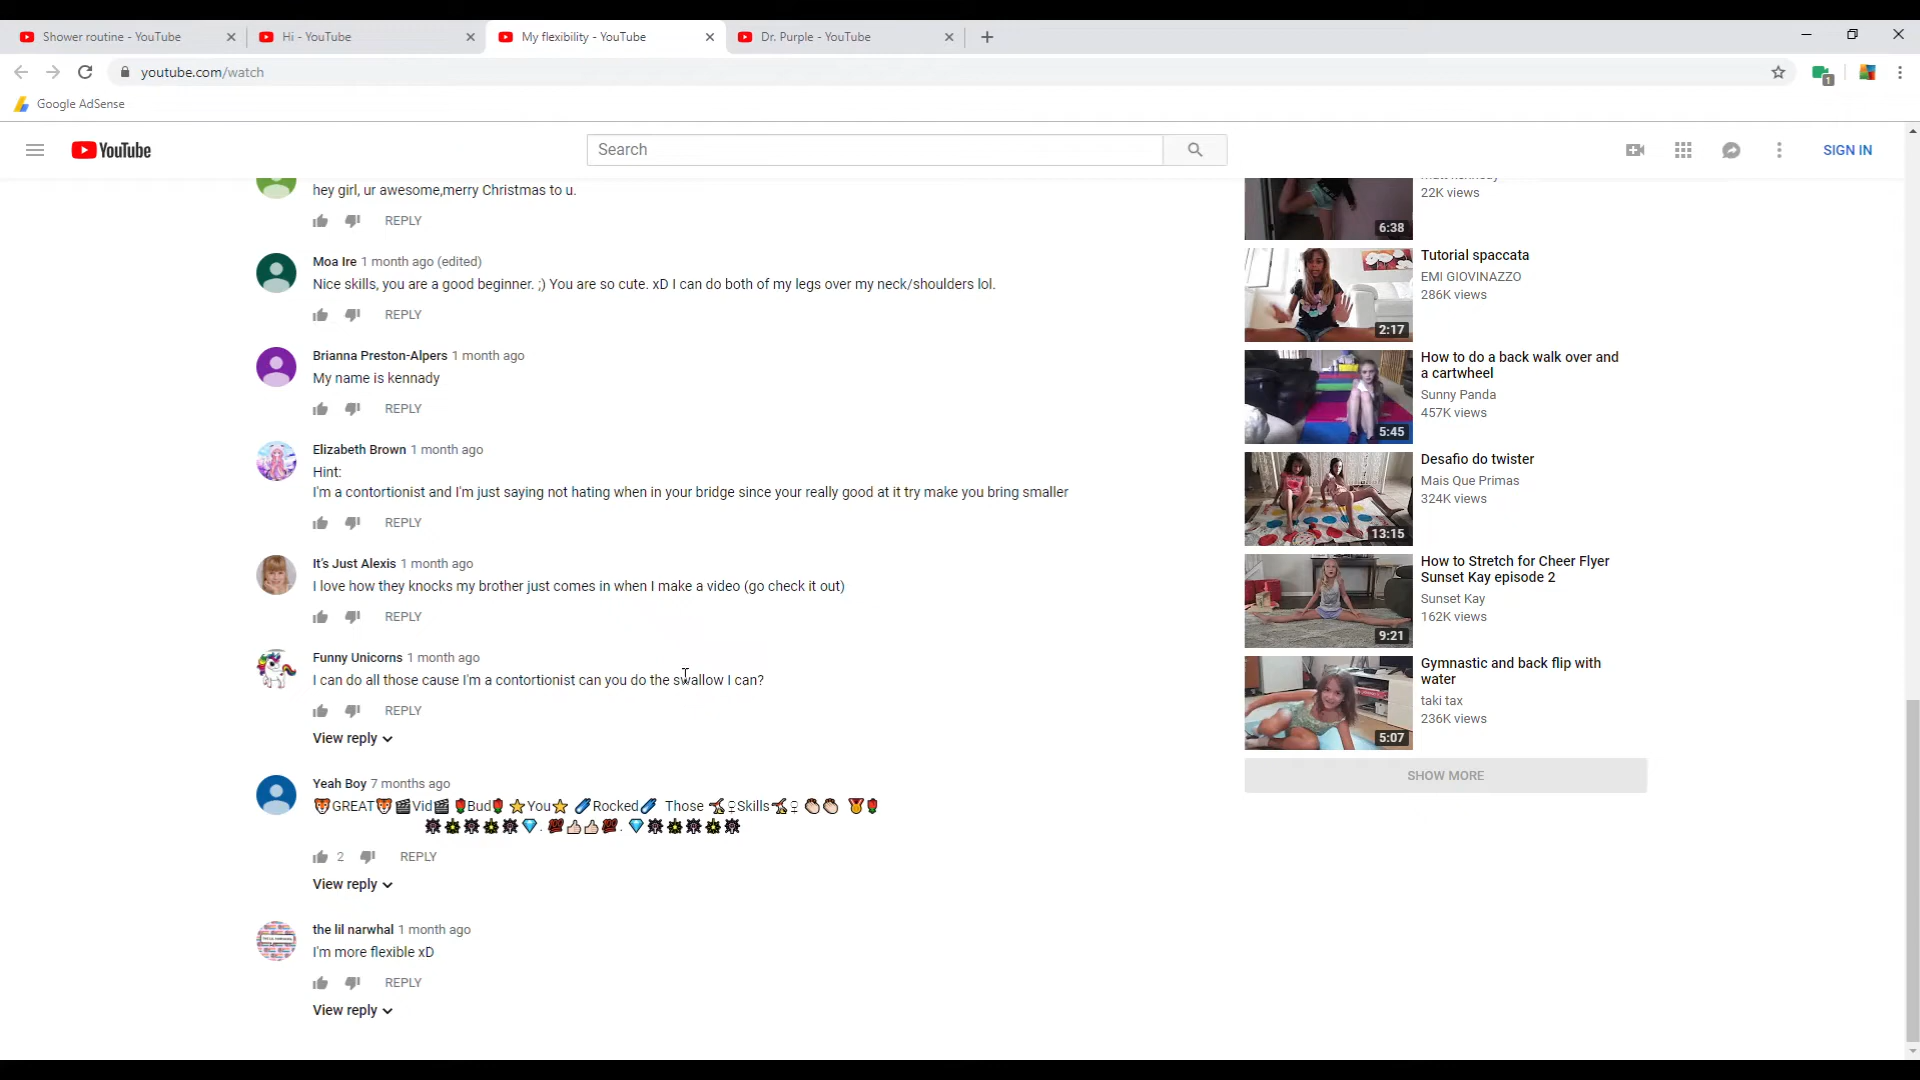 Shower routine - YouTube
Hi - YouTube
My flexibility - YouTube
Dr. Purple - YouTube
youtube.com/watch
1
Google AdSense
YouTube
Search
SIGN IN
hey girl, ur awesome,merry Christmas to u.
REPLY
Moa Ire 1 month ago (edited)
Nice skills, you are a good beginner. ;) You are so cute. xD I can do both of my legs over my neck/shoulders lol.
REPLY
Brianna Preston-Alpers 1 month ago
My name is kennady
REPLY
Elizabeth Brown 1 month ago
Hint:
I'm a contortionist and I'm just saying not hating when in your bridge since your really good at it try make you bring smaller
REPLY
It's Just Alexis 1 month ago
I love how they knocks my brother just comes in when I make a video (go check it out)
REPLY
Funny Unicorns 1 month ago
I can do all those cause I'm a contortionist can you do the swallow I can?
REPLY
View reply
Yeah Boy 7 months ago
🐯GREAT🐯🎬Vid🎬🌹Bud🌹⭐You⭐🚀Rocked🚀 Those 🤸♀Skills🤸♀👏👏🏅🌹
💎. 💯👍👍💯. 💎
2
REPLY
View reply
the lil narwhal 1 month ago
I'm more flexible xD
REPLY
View reply
22K views
6:38
Tutorial spaccata
EMI GIOVINAZZO
286K views
2:17
How to do a back walk over and
a cartwheel
Sunny Panda
457K views
5:45
Desafio do twister
Mais Que Primas
324K views
13:15
How to Stretch for Cheer Flyer
Sunset Kay episode 2
Sunset Kay
162K views
9:21
Gymnastic and back flip with
water
taki tax
236K views
5:07
SHOW MORE